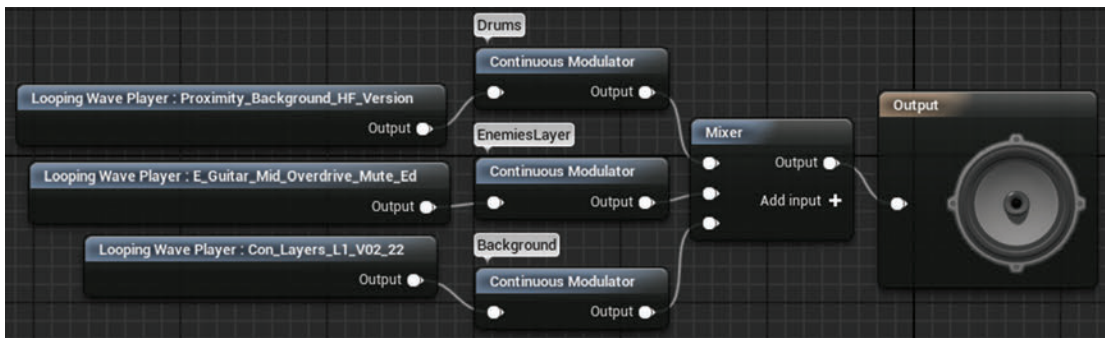 Drums
Continuous Modulator
Output
Looping Wave Player : Proximity_Background_HF_Version
Output
EnemiesLayer
Continuous Modulator
Output
Looping Wave Player : E_Guitar_Mid_Overdrive_Mute_Ed
Output
Background
Continuous Modulator
Output
Looping Wave Player : Con_Layers_L1_V02_22
Output
Mixer
Output
Add input +
Output